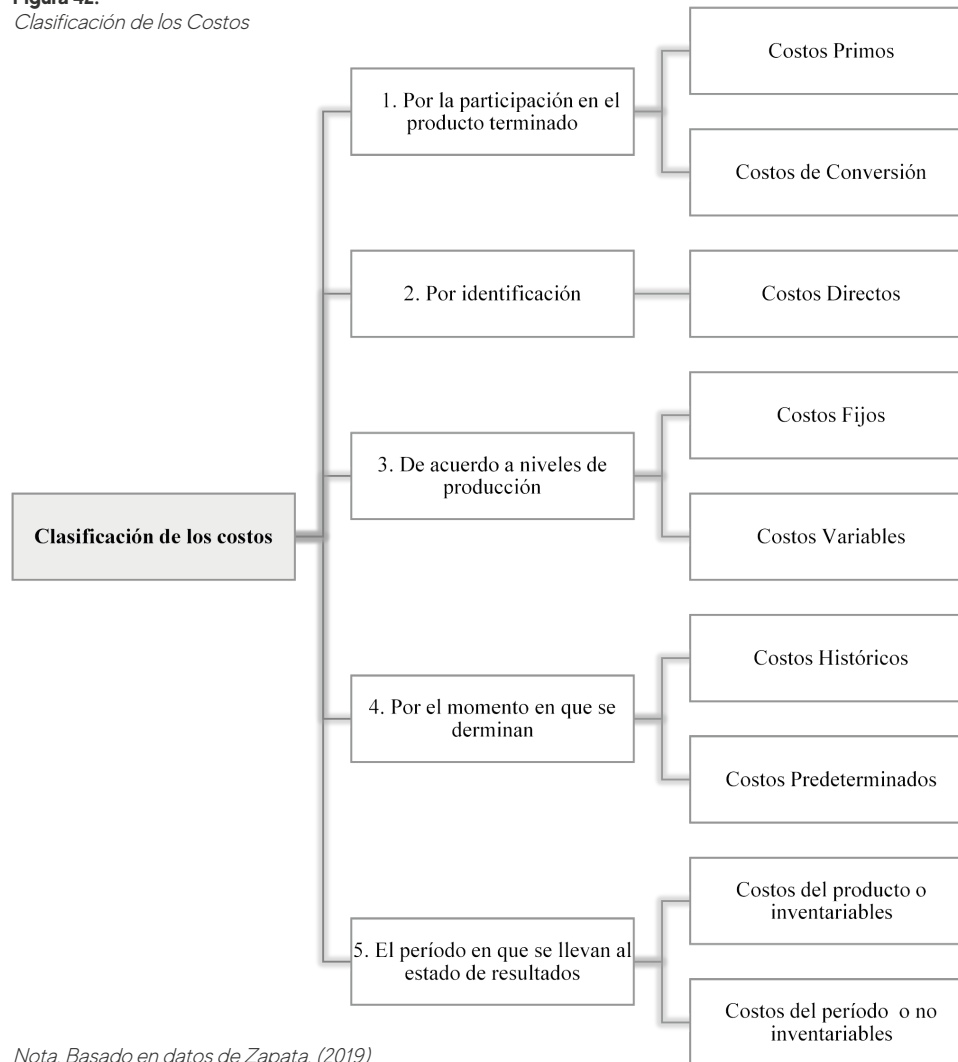 Figura 42.
Clasificación de los Costos
Clasificación de los costos
1. Por la participación en el
producto terminado
Costos Primos
Costos de Conversión
2. Por identificación
Costos Directos
3. De acuerdo a niveles de
producción
Costos Fijos
Costos Variables
4. Por el momento en que se
derminan
Costos Históricos
Costos Predeterminados
5. El período en que se llevan al
estado de resultados
Costos del producto o
inventariables
Costos del período o no
inventariables
Nota. Basado en datos de Zapata, (2019)